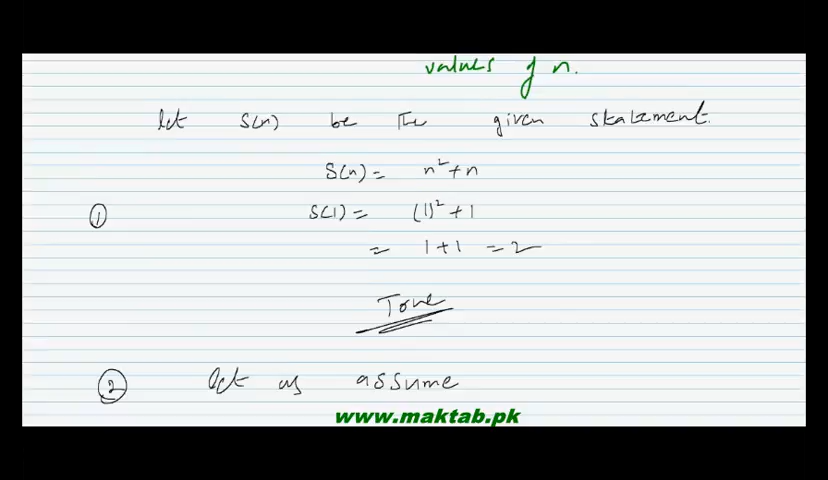 values of n.
let S(n) be the given statement.
S(n) = n² + n
① S(1) = (1)² + 1
= 1 + 1 = 2
True
② let us assume
www.maktab.pk